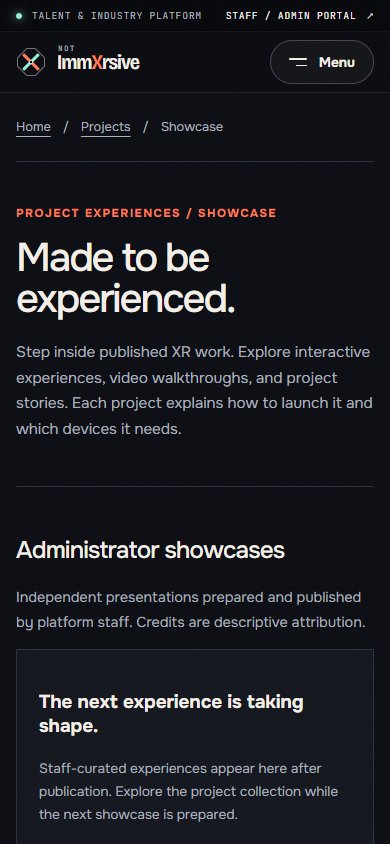 TALENT & INDUSTRY PLATFORM
STAFF / ADMIN PORTAL ↗
NOT
ImmXrsive
Menu
Home / Projects / Showcase
PROJECT EXPERIENCES / SHOWCASE
Made to be
experienced.
Step inside published XR work. Explore interactive
experiences, video walkthroughs, and project
stories. Each project explains how to launch it and
which devices it needs.
Administrator showcases
Independent presentations prepared and published
by platform staff. Credits are descriptive attribution.
The next experience is taking
shape.
Staff-curated experiences appear here after
publication. Explore the project collection while
the next showcase is prepared.